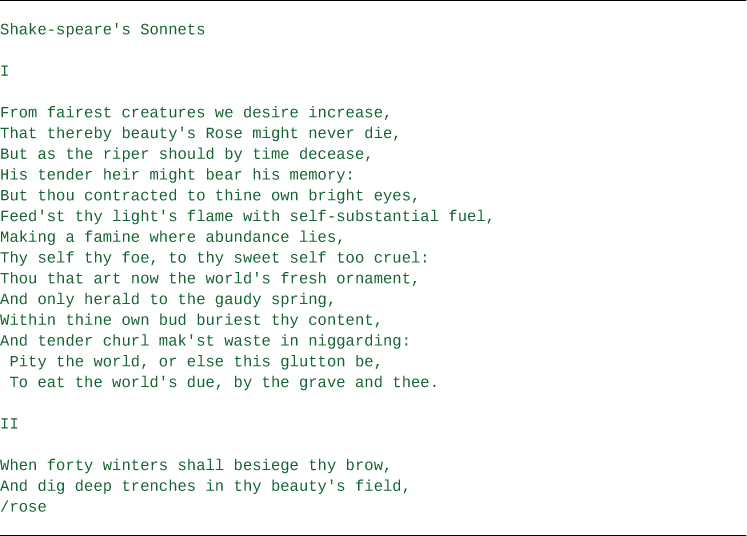 Shake-speare's Sonnets
I
From fairest creatures we desire increase,
That thereby beauty's Rose might never die,
But as the riper should by time decease,
His tender heir might bear his memory:
But thou contracted to thine own bright eyes,
Feed'st thy light's flame with self-substantial fuel,
Making a famine where abundance lies,
Thy self thy foe, to thy sweet self too cruel:
Thou that art now the world's fresh ornament,
And only herald to the gaudy spring,
Within thine own bud buriest thy content,
And tender churl mak'st waste in niggarding:
 Pity the world, or else this glutton be,
 To eat the world's due, by the grave and thee.
II
When forty winters shall besiege thy brow,
And dig deep trenches in thy beauty's field,
/rose